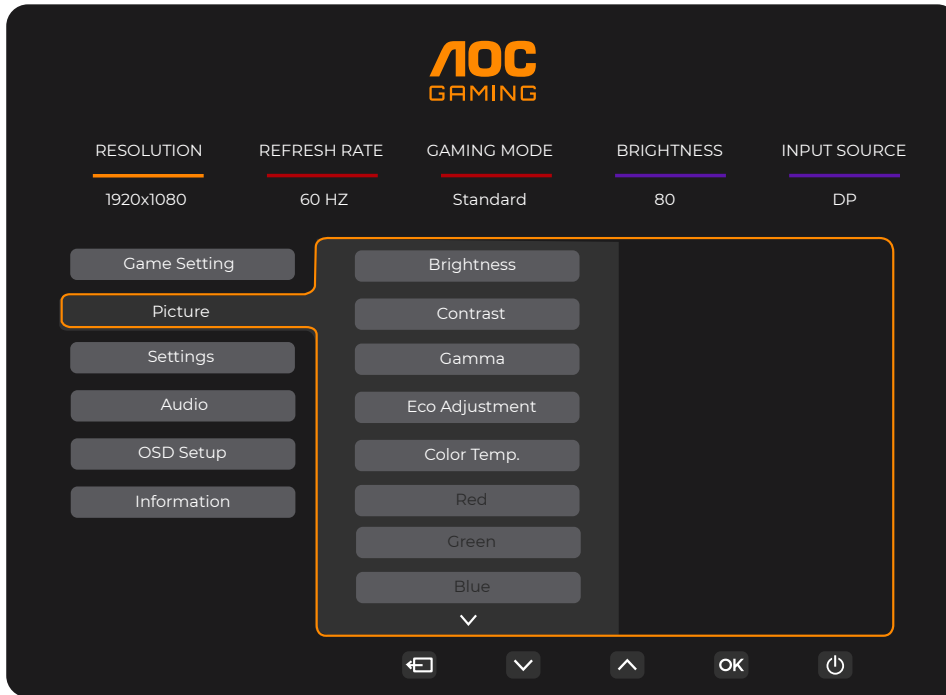 AOC
GAMING
RESOLUTION REFRESH RATE GAMING MODE BRIGHTNESS INPUT SOURCE
1920x1080 60 HZ Standard 80 DP
Game Setting
Picture
Settings
Audio
OSD Setup
Information
Brightness
Contrast
Gamma
Eco Adjustment
Color Temp.
Red
Green
Blue
OK